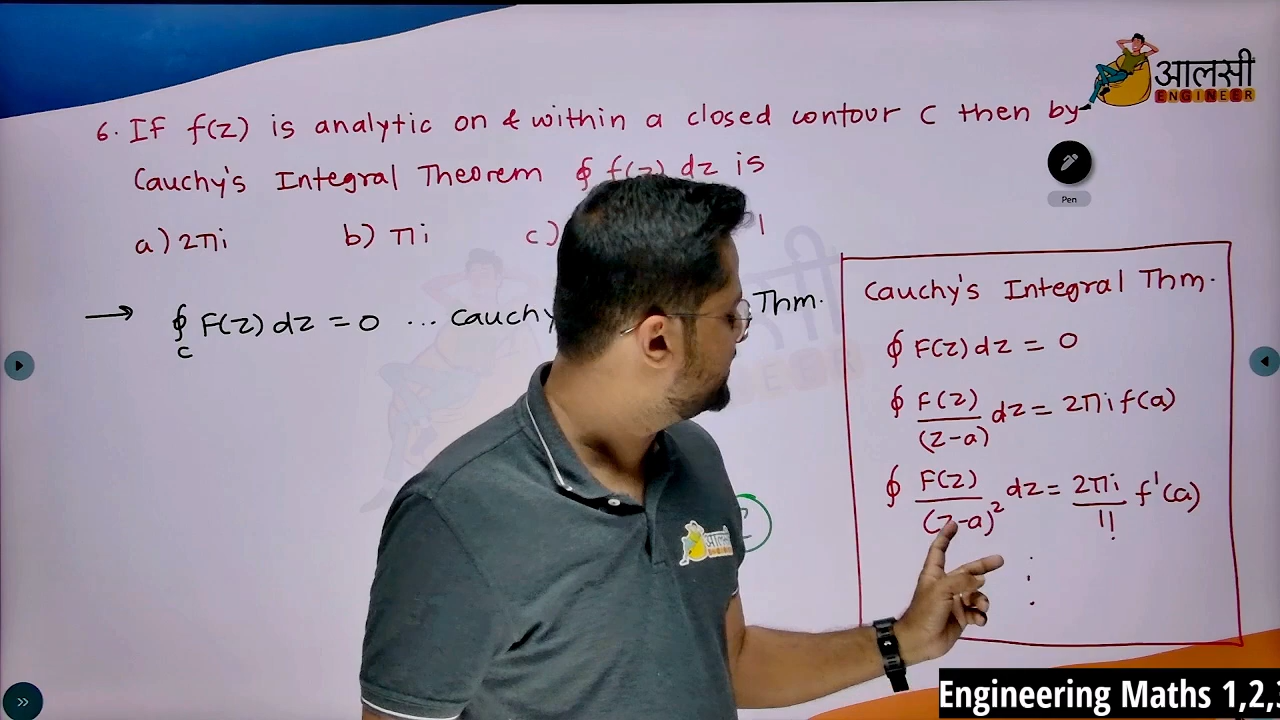 आलसी
ENGINEER
6. If f(z) is analytic on & within a closed contour C then by
Cauchy's Integral Theorem ∮ f(z) dz is
Pen
a) 2πi b) πi c) 1
→ ∮ F(z) dz = 0 ... Cauchy Thm.
C
Cauchy's Integral Thm.
∮ F(z) dz = 0
∮ F(z)/(z-a) dz = 2πi f(a)
∮ F(z)/(z-a)² dz = 2πi/1! f'(a)
⋮
Engineering Maths 1,2,3